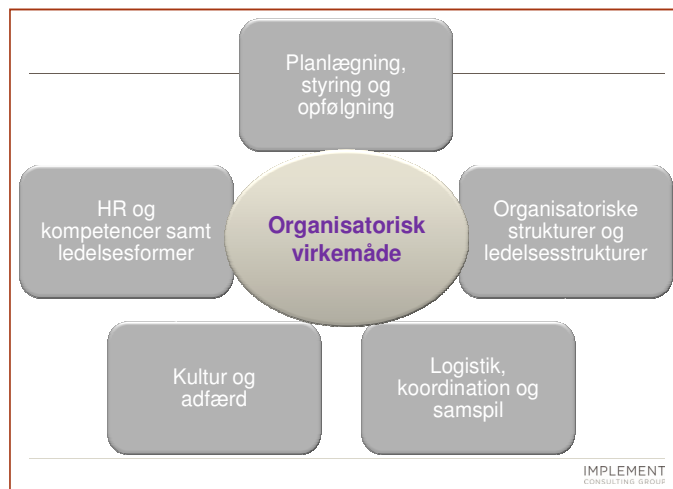 Planlægning,
styring og
opfølgning
HR og
kompetencer samt
ledelsesformer
Organisatorisk
virkemåde
Organisatoriske
strukturer og
ledelsesstrukturer
Kultur og
adfærd
Logistik,
koordination og
samspil
IMPLEMENT
CONSULTING GROUP